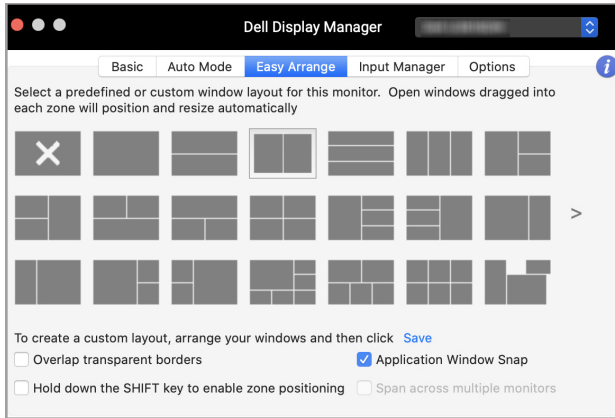 Dell Display Manager
Basic
Auto Mode
Easy Arrange
Input Manager
Options
i
Select a predefined or custom window layout for this monitor. Open windows dragged into
each zone will position and resize automatically
>
To create a custom layout, arrange your windows and then click Save
Overlap transparent borders
Application Window Snap
Hold down the SHIFT key to enable zone positioning
Span across multiple monitors